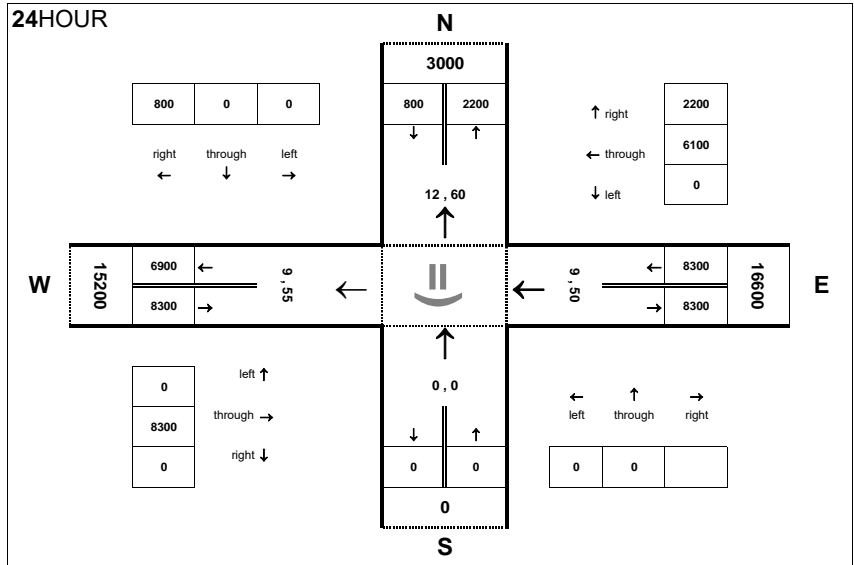 24HOUR
N
3000
800 2200
↓ ↑
800 0 0
right through left
← ↓ →
↑ right
← through
↓ left
2200
6100
0
12 , 60
W
15200
6900 ←
8300 →
9 , 55
←
9 , 50
←
← 8300
→ 8300
16600
E
0
8300
0
left ↑
through →
right ↓
0 , 0
↓ ↑
0 0
0
S
← ↑ →
left through right
0 0